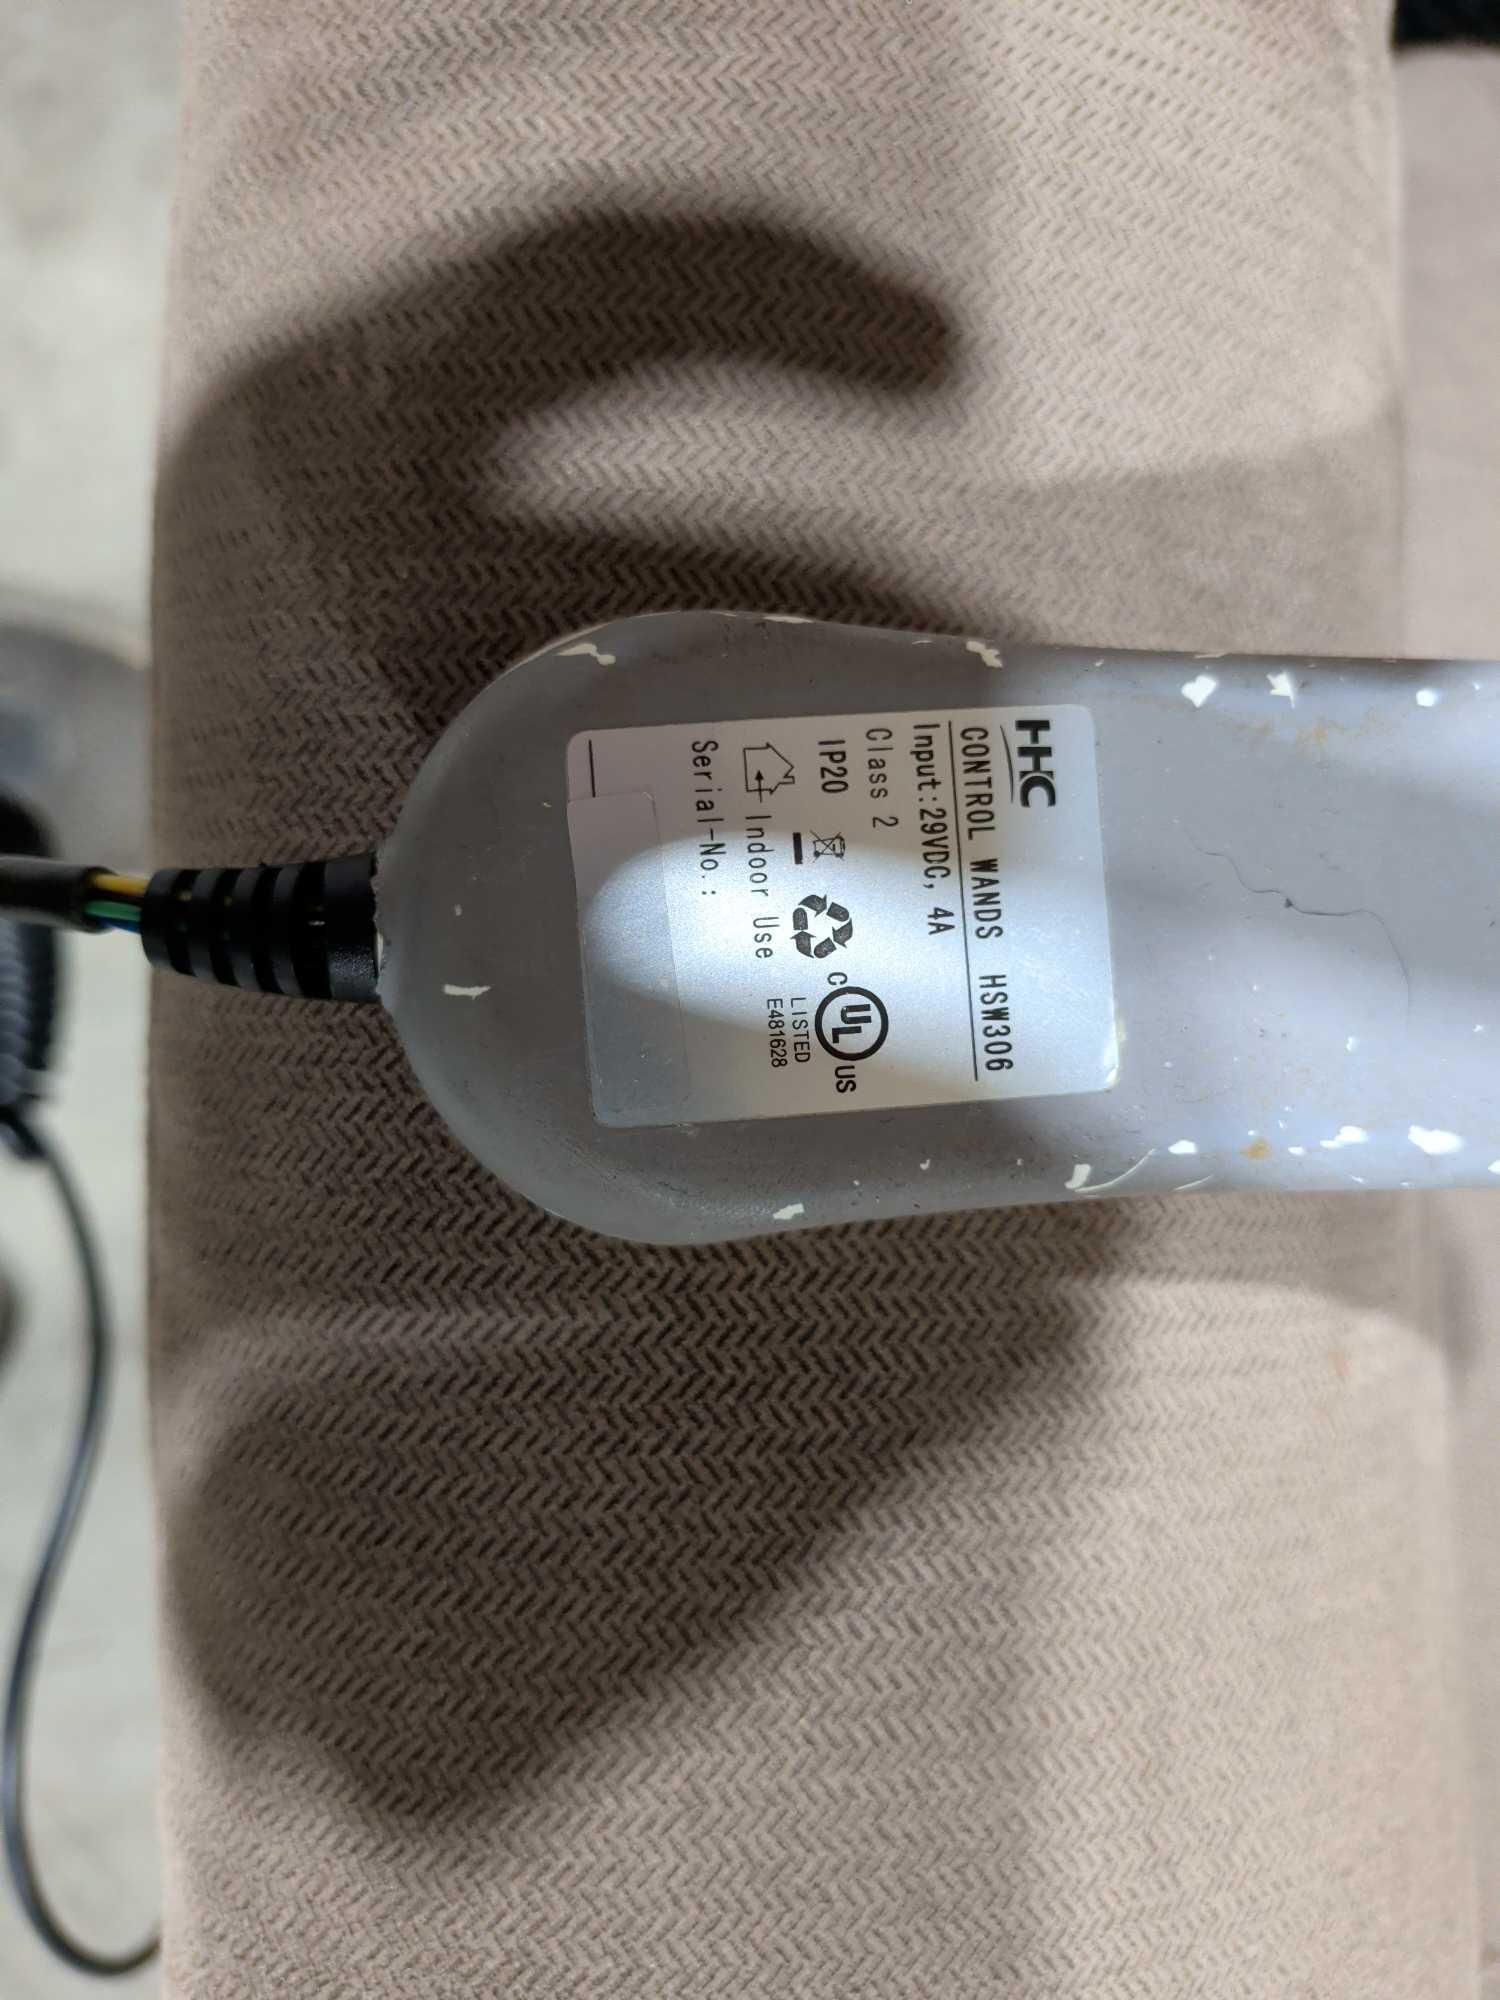 HHC
CONTROL WANDS HSW306
Input:29VDC, 4A
Class 2
IP20
Indoor Use
C UL US
LISTED
E481628
Serial-No.: